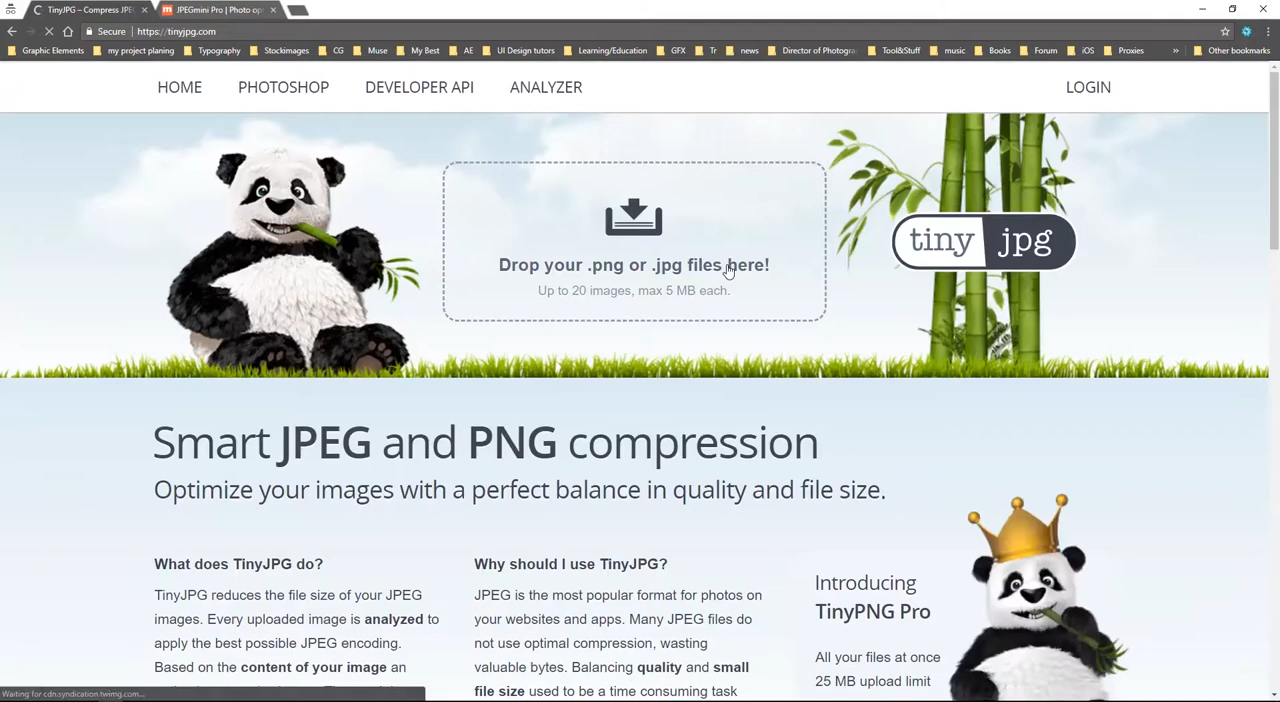 TinyJPG – Compress JPE
JPEGmini Pro | Photo op
Secure
https://tinyjpg.com
Graphic Elements
my project planing
Typography
Stockimages
CG
Muse
My Best
AE
UI Design tutors
Learning/Education
GFX
Tr
news
Director of Photogra
Tool&Stuff
music
Books
Forum
iOS
Proxies
»
Other bookmarks
HOME
PHOTOSHOP
DEVELOPER API
ANALYZER
LOGIN
Drop your .png or .jpg files here!
Up to 20 images, max 5 MB each.
tiny jpg
Smart JPEG and PNG compression
Optimize your images with a perfect balance in quality and file size.
What does TinyJPG do?
TinyJPG reduces the file size of your JPEG
images. Every uploaded image is analyzed to
apply the best possible JPEG encoding.
Based on the content of your image an
Why should I use TinyJPG?
JPEG is the most popular format for photos on
your websites and apps. Many JPEG files do
not use optimal compression, wasting
valuable bytes. Balancing quality and small
file size used to be a time consuming task
Introducing
TinyPNG Pro
All your files at once
25 MB upload limit
Waiting for cdn.syndication.twimg.com...